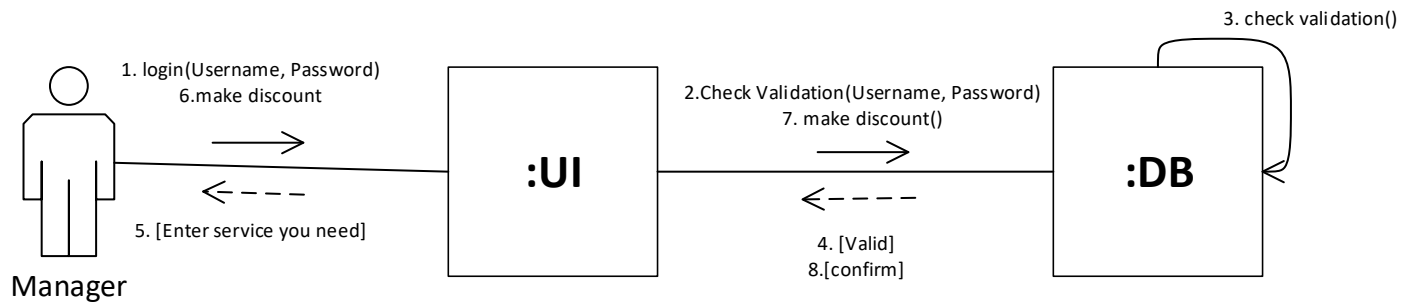 3. check validation()
1. login(Username, Password)
6.make discount
2.Check Validation(Username, Password)
7. make discount()
:UI
:DB
5. [Enter service you need]
4. [Valid]
8.[confirm]
Manager